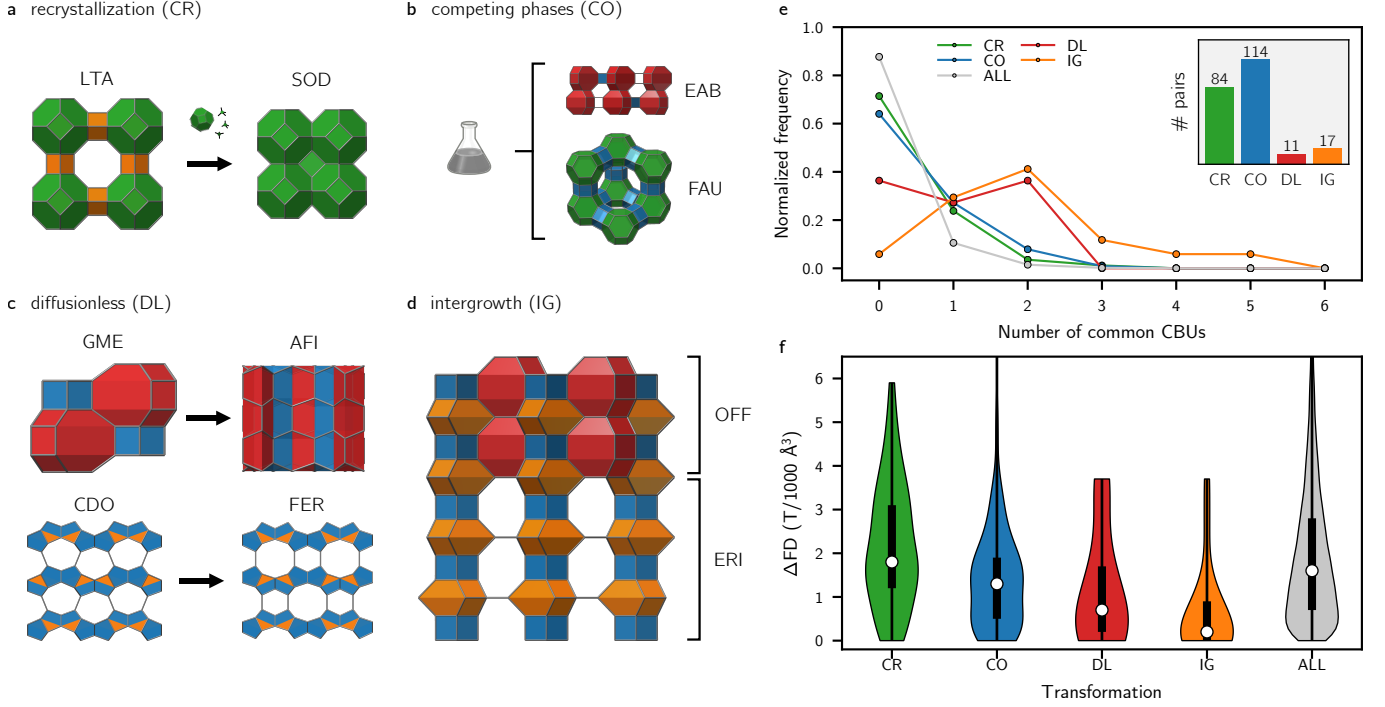 a recrystallization (CR)
LTA
SOD
b competing phases (CO)
EAB
FAU
c diffusionless (DL)
GME
AFI
CDO
FER
d intergrowth (IG)
OFF
ERI
e
1.0
0.8
0.6
0.4
0.2
0.0
Normalized frequency
CR
CO
ALL
DL
IG
# pairs
84
114
11
17
CR CO DL IG
0 1 2 3 4 5 6
Number of common CBUs
f
6
5
4
3
2
1
0
ΔFD (T/1000 Å³)
CR CO DL IG ALL
Transformation